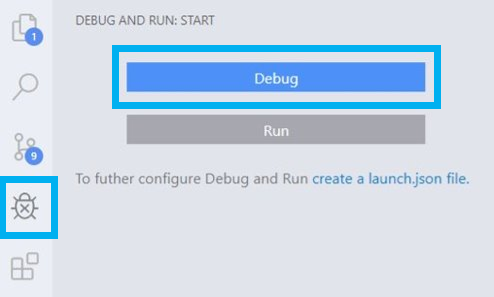 DEBUG AND RUN: START
1
Debug
Run
9
To futher configure Debug and Run create a launch.json file.